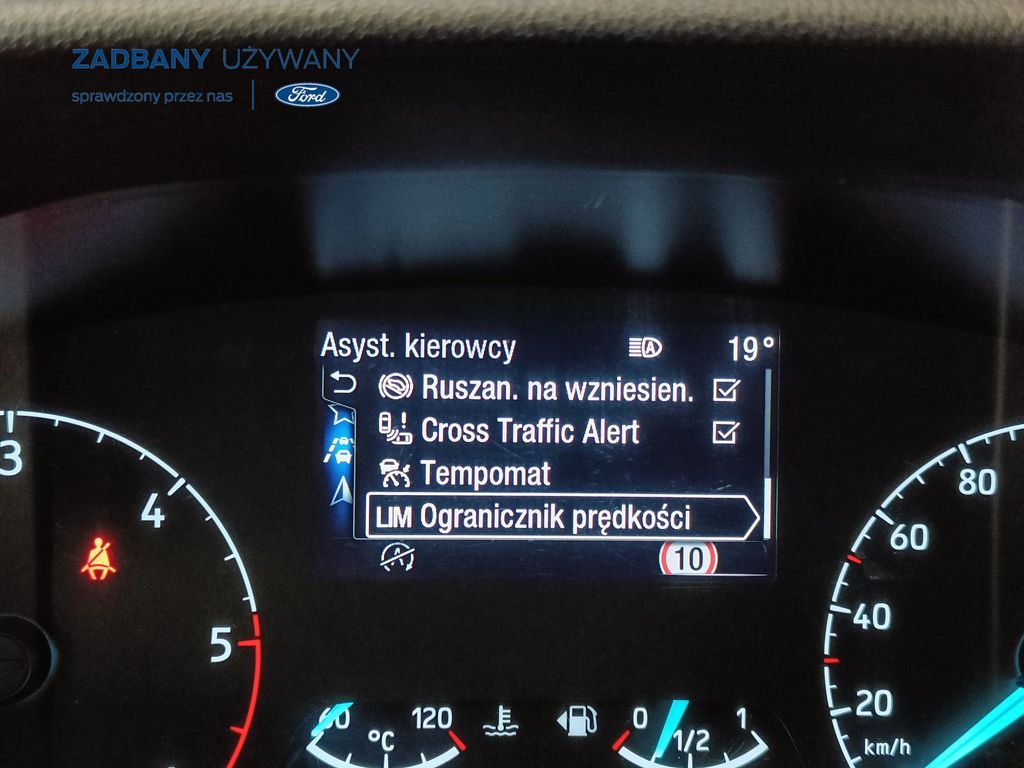 ZADBANY UŻYWANY
sprawdzony przez nas
Ford
Asyst. kierowcy 19°
Ruszan. na wzniesien.
Cross Traffic Alert
Tempomat
LIM Ogranicznik prędkości
A
10
3
4
5
60 120
°C
0 1/2 1
80
60
40
20
km/h